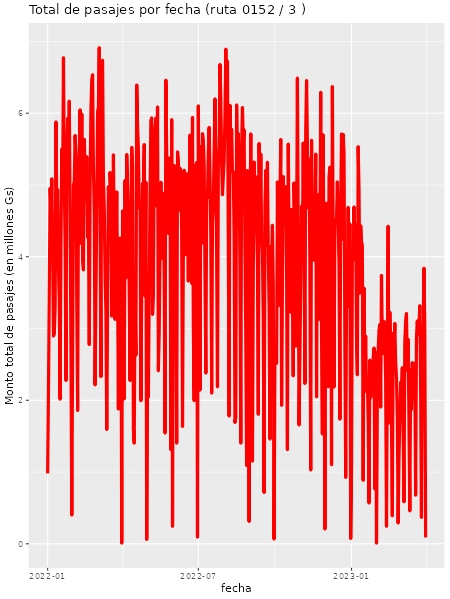 Total de pasajes por fecha (ruta 0152 / 3 )
Monto total de pasajes (en millones Gs)
6
4
2
0
2022-01
2022-07
2023-01
fecha